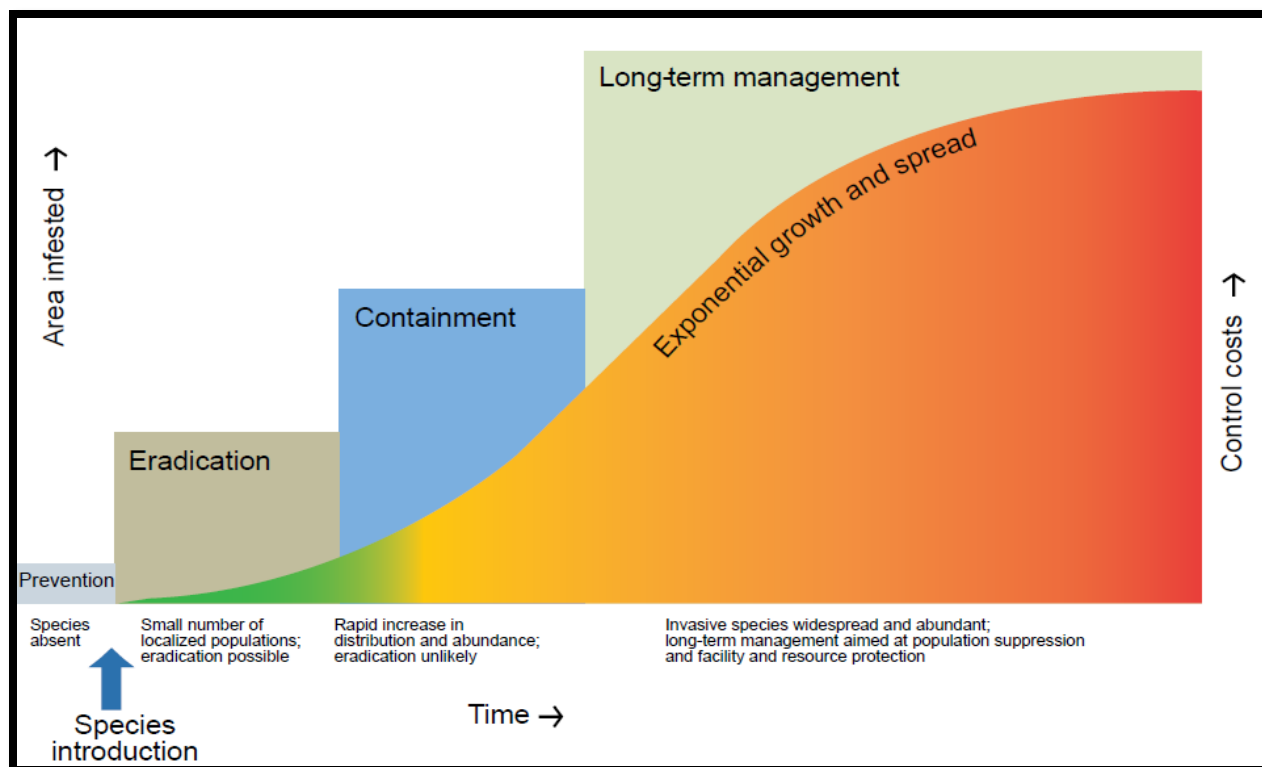 Long-term management
Exponential growth and spread
Area infested →
Containment
Control costs →
Eradication
Prevention
Species
absent
Small number of
localized populations;
eradication possible
Rapid increase in
distribution and abundance;
eradication unlikely
Invasive species widespread and abundant;
long-term management aimed at population suppression
and facility and resource protection
Time →
Species
introduction